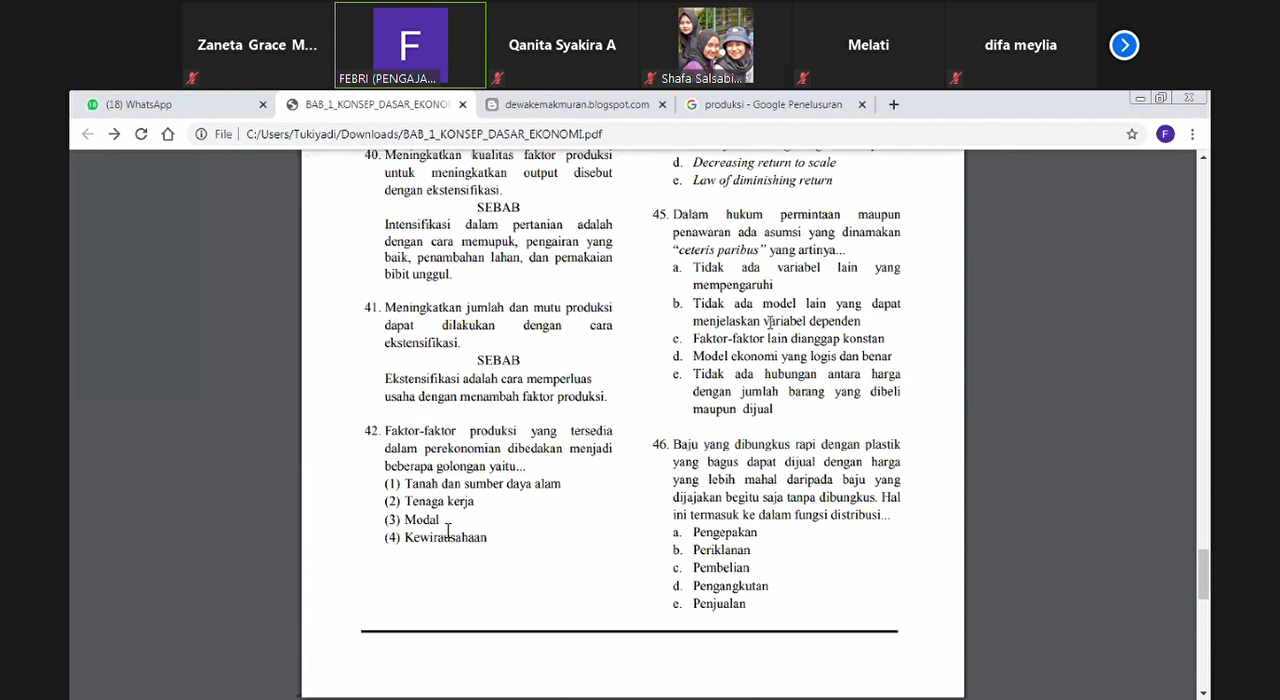 Zaneta Grace M...
F
FEBRI (PENGAJA...
Qanita Syakira A
Shafa Salsabi...
Melati
difa meylia
(18) WhatsApp
BAB_1_KONSEP_DASAR_EKONO
dewakemakmuran.blogspot.com
produksi - Google Penelusuran
File
C:/Users/Tukiyadi/Downloads/BAB_1_KONSEP_DASAR_EKONOMI.pdf
F
40. Meningkatkan kualitas faktor produksi
untuk meningkatkan output disebut
dengan ekstensifikasi.
SEBAB
Intensifikasi dalam pertanian adalah
dengan cara memupuk, pengairan yang
baik, penambahan lahan, dan pemakaian
bibit unggul.
41. Meningkatkan jumlah dan mutu produksi
dapat dilakukan dengan cara
ekstensifikasi.
SEBAB
Ekstensifikasi adalah cara memperluas
usaha dengan menambah faktor produksi.
42. Faktor-faktor produksi yang tersedia
dalam perekonomian dibedakan menjadi
beberapa golongan yaitu...
(1) Tanah dan sumber daya alam
(2) Tenaga kerja
(3) Modal
(4) Kewirausahaan
d. Decreasing return to scale
e. Law of diminishing return
45. Dalam hukum permintaan maupun
penawaran ada asumsi yang dinamakan
“ceteris paribus” yang artinya...
a. Tidak ada variabel lain yang
mempengaruhi
b. Tidak ada model lain yang dapat
menjelaskan variabel dependen
c. Faktor-faktor lain dianggap konstan
d. Model ekonomi yang logis dan benar
e. Tidak ada hubungan antara harga
dengan jumlah barang yang dibeli
maupun dijual
46. Baju yang dibungkus rapi dengan plastik
yang bagus dapat dijual dengan harga
yang lebih mahal daripada baju yang
dijajakan begitu saja tanpa dibungkus. Hal
ini termasuk ke dalam fungsi distribusi...
a. Pengepakan
b. Periklanan
c. Pembelian
d. Pengangkutan
e. Penjualan